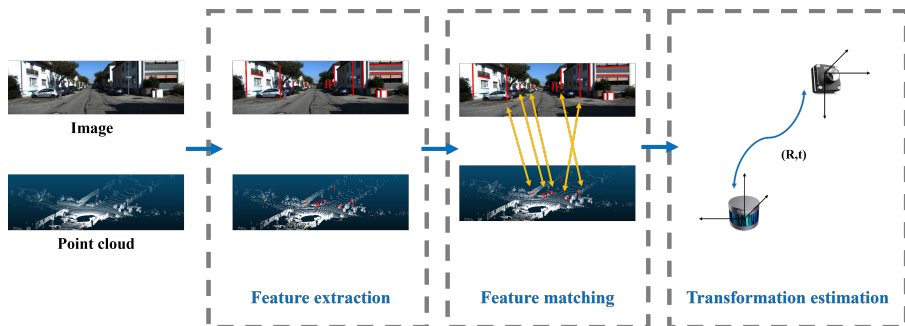 Image
Point cloud
Feature extraction
Feature matching
(R,t)
Transformation estimation